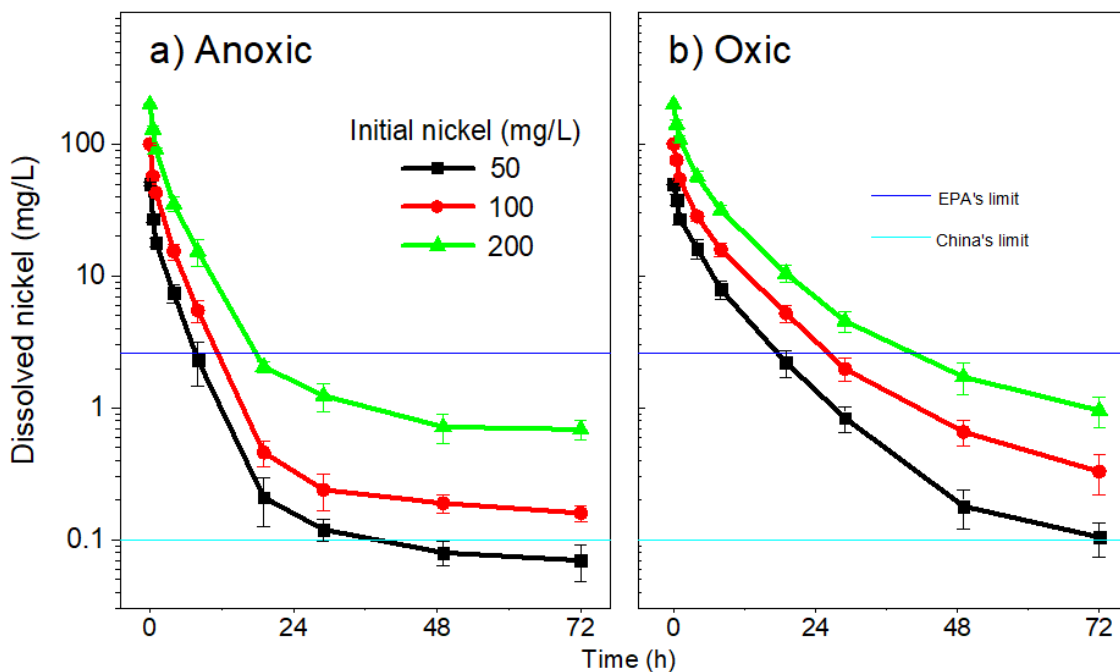 a) Anoxic
b) Oxic
Initial nickel (mg/L)
50
100
200
EPA's limit
China's limit
Dissolved nickel (mg/L)
100
10
1
0.1
0
24
48
72
0
24
48
72
Time (h)